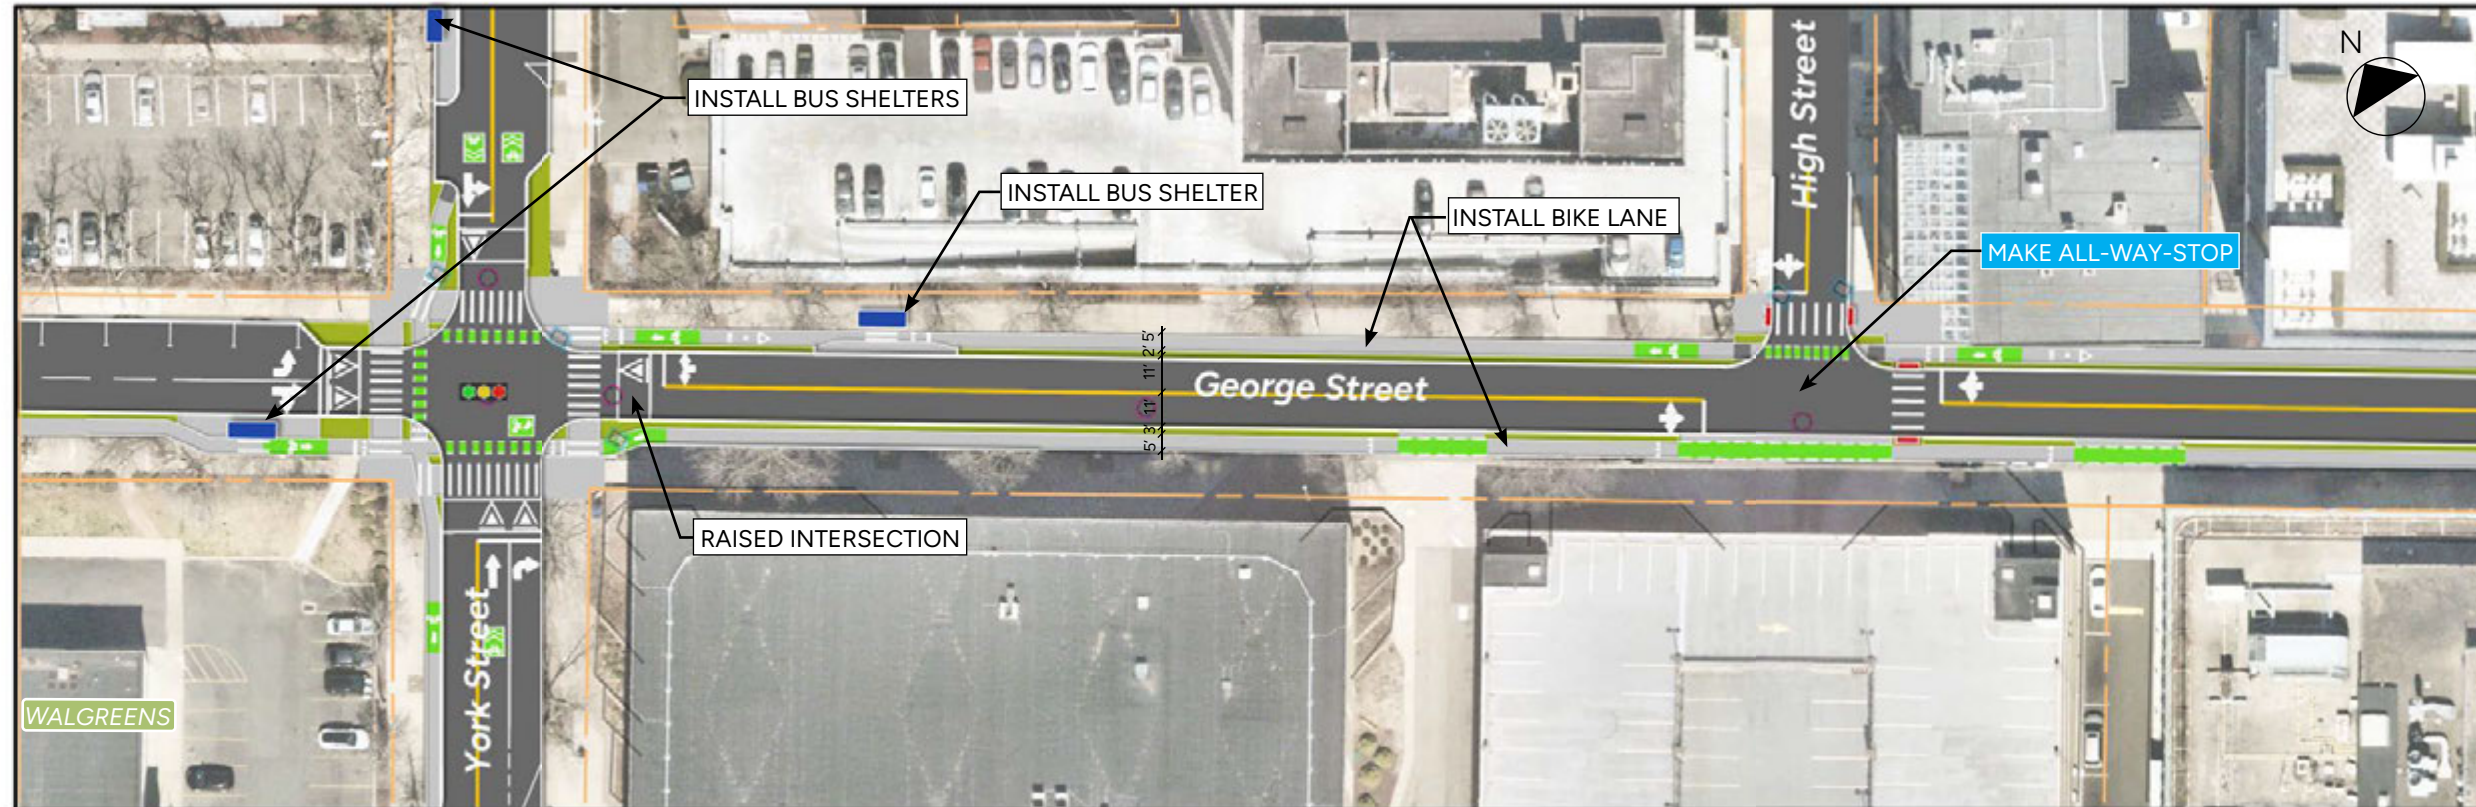 N
INSTALL BUS SHELTERS
High Street
INSTALL BUS SHELTER
INSTALL BIKE LANE
MAKE ALL-WAY-STOP
5'
2'
11'
11'
3'
5'
George Street
RAISED INTERSECTION
York Street
WALGREENS